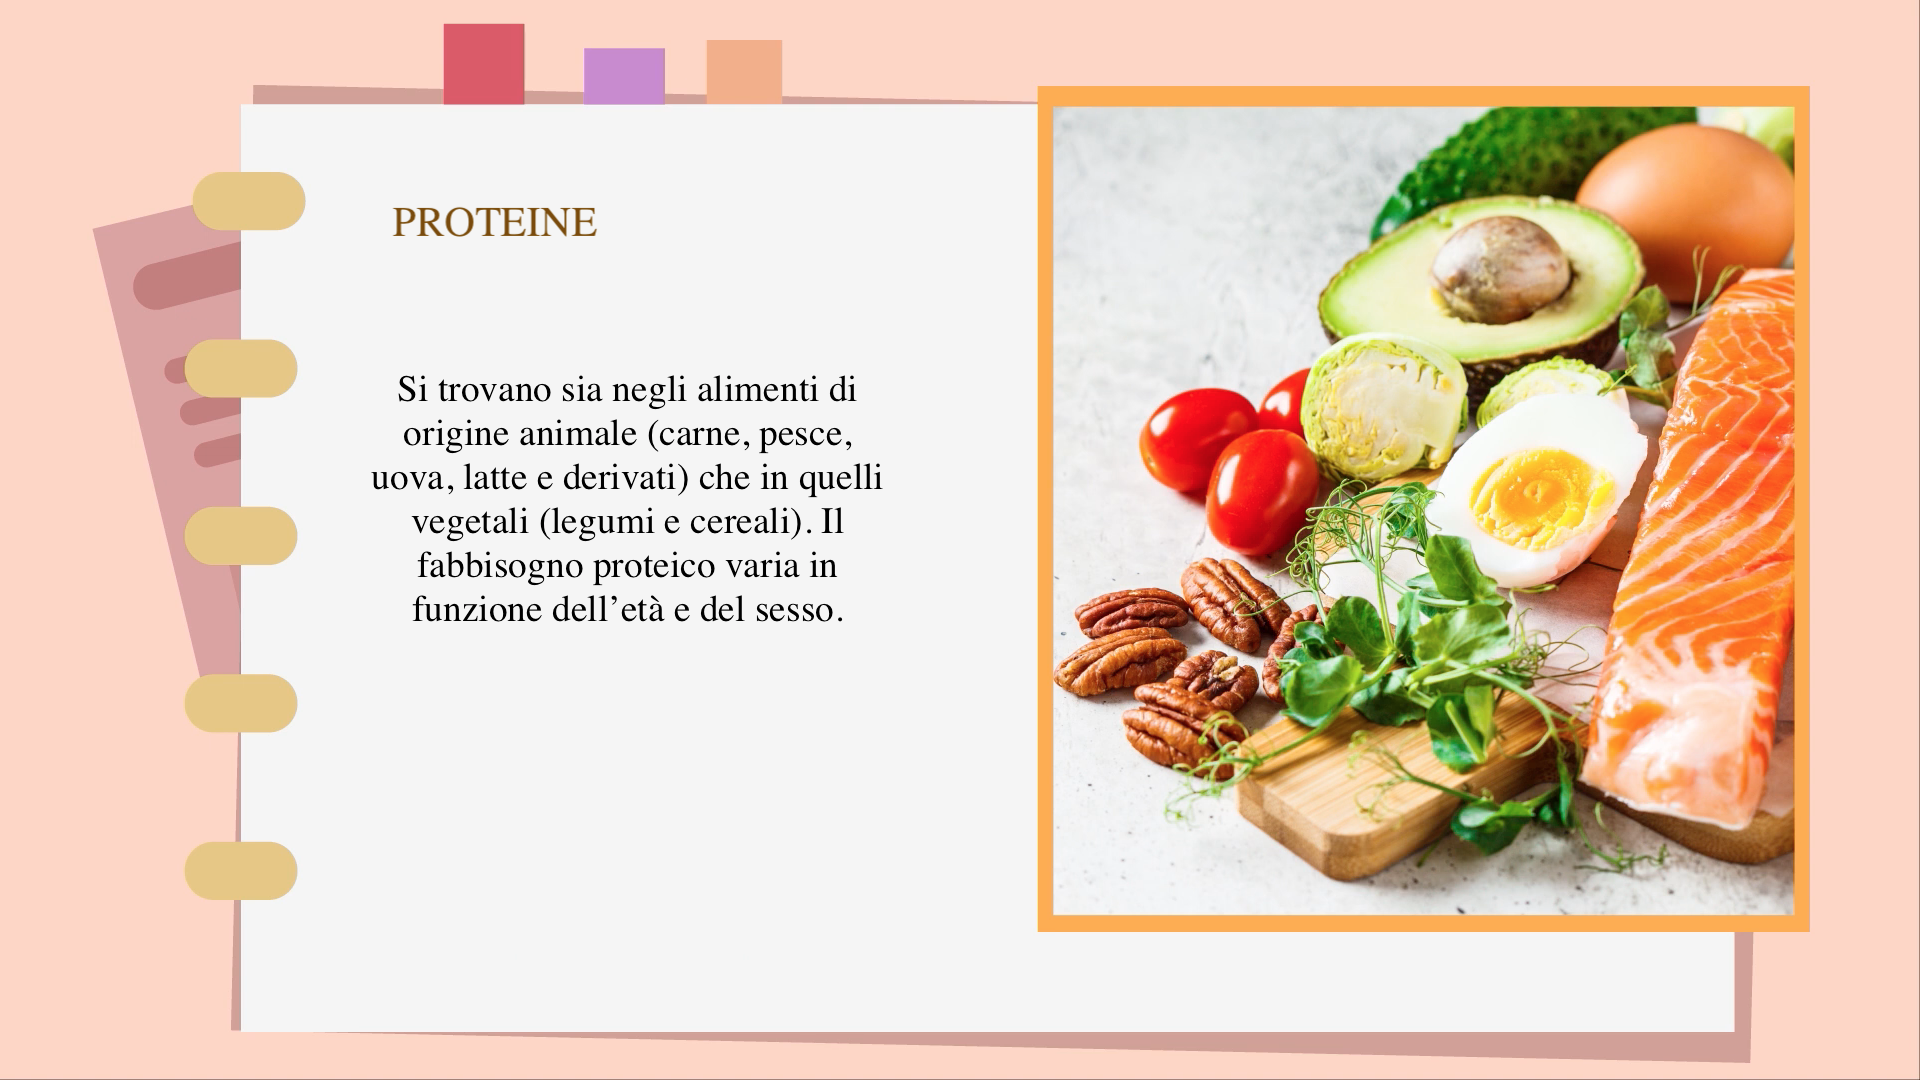 PROTEINE
Si trovano sia negli alimenti di
origine animale (carne, pesce,
uova, latte e derivati) che in quelli
vegetali (legumi e cereali). Il
fabbisogno proteico varia in
funzione dell’età e del sesso.